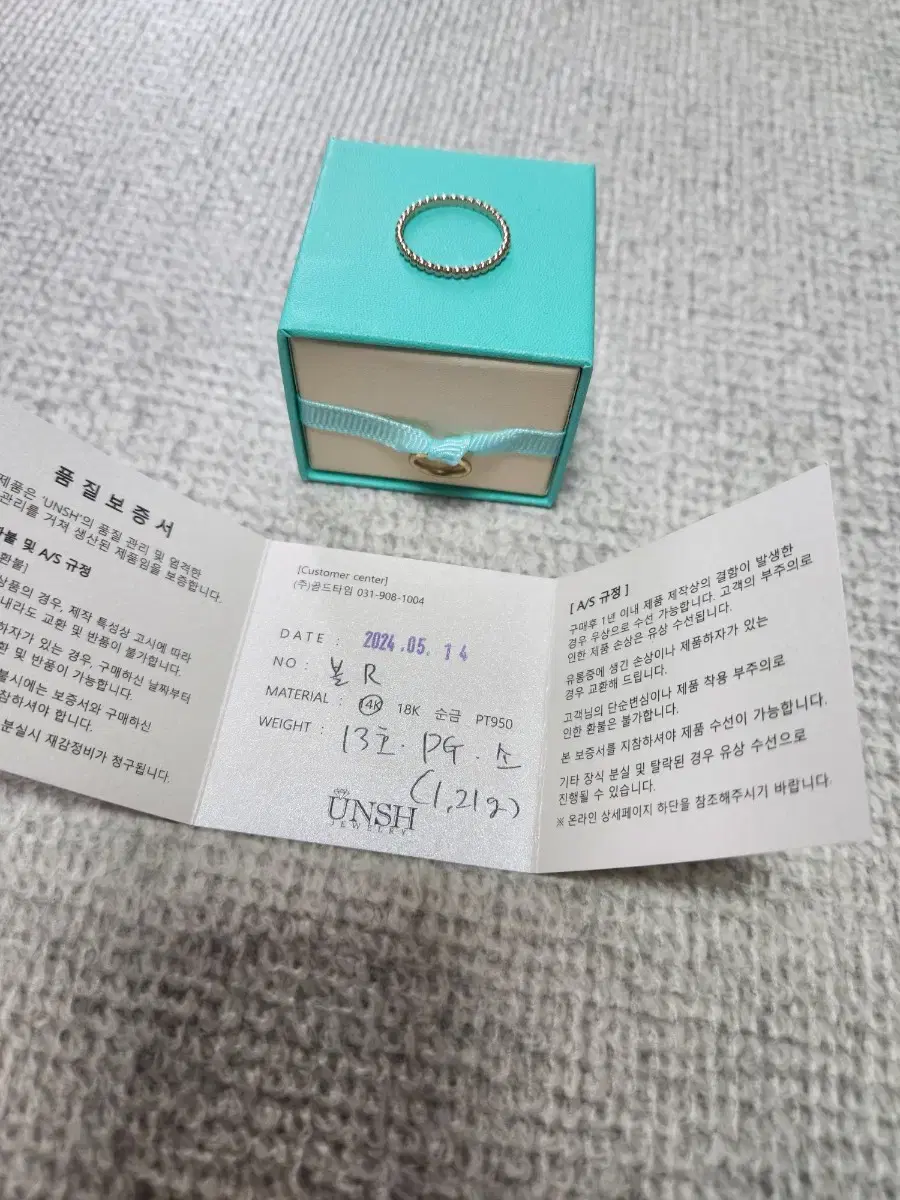 품 질 보 증 서
제품은 'UNSH'의 품질 관리 및 엄격한
관리를 거쳐 생산된 제품임을 보증합니다.
및 A/S 규정
상품의 경우, 제작 특성상 고시에 따라
내라도 교환 및 반품이 불가합니다.
하자가 있는 경우, 구매하신 날짜부터
및 반품이 가능합니다.
불시에는 보증서와 구매하신
참하셔야 합니다.
분실시 재감정비가 청구됩니다.
[Customer center]
(주)골드타임 031-908-1004
DATE : 2024.05.14
NO : 볼 R
MATERIAL : 14K 18K 순금 PT950
WEIGHT : 13호. PG. 소
(1.21g)
UNSH
JEWELRY
[ A/S 규정 ]
구매후 1년 이내 제품 제작상의 결함이 발생한
경우 무상으로 수선 가능합니다. 고객의 부주의로
인한 제품 손상은 유상 수선됩니다.
유통중에 생긴 손상이나 제품하자가 있는
경우 교환해 드립니다.
고객님의 단순변심이나 제품 착용 부주의로
인한 환불은 불가합니다.
본 보증서를 지참하셔야 제품 수선이 가능합니다.
기타 장식 분실 및 탈락된 경우 유상 수선으로
진행될 수 있습니다.
※ 온라인 상세페이지 하단을 참조해주시기 바랍니다.